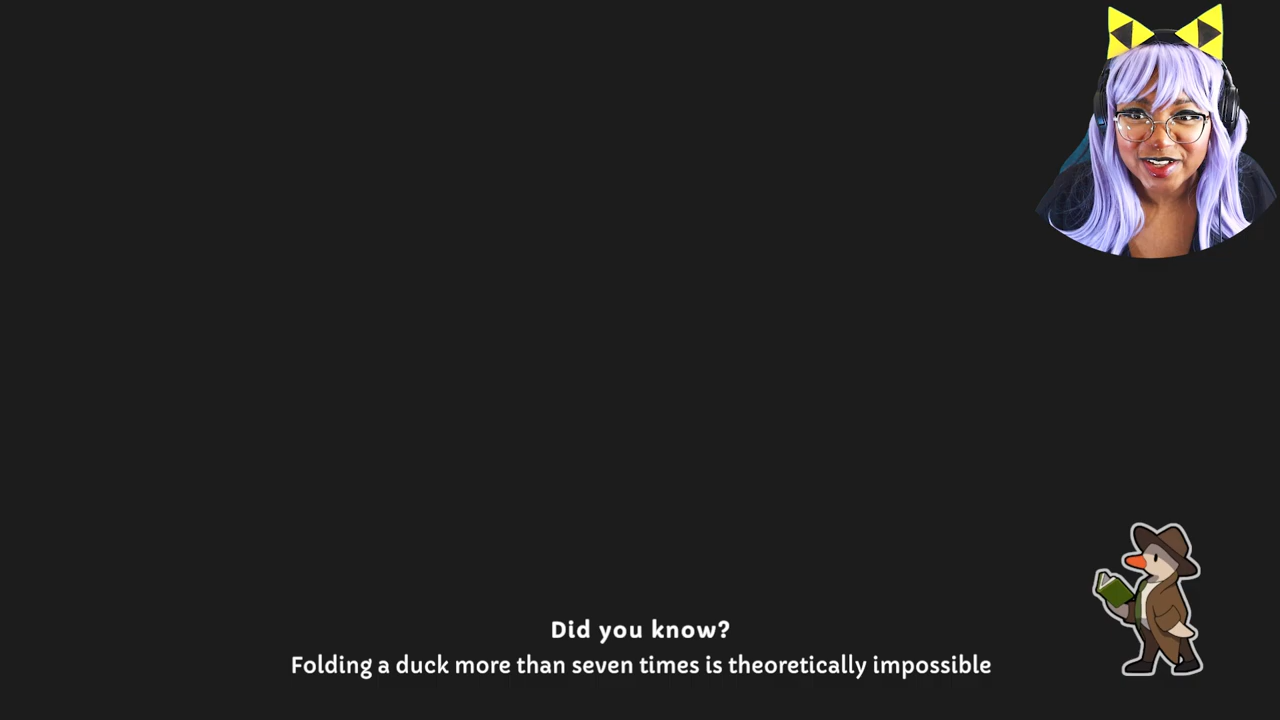 Did you know?
Folding a duck more than seven times is theoretically impossible